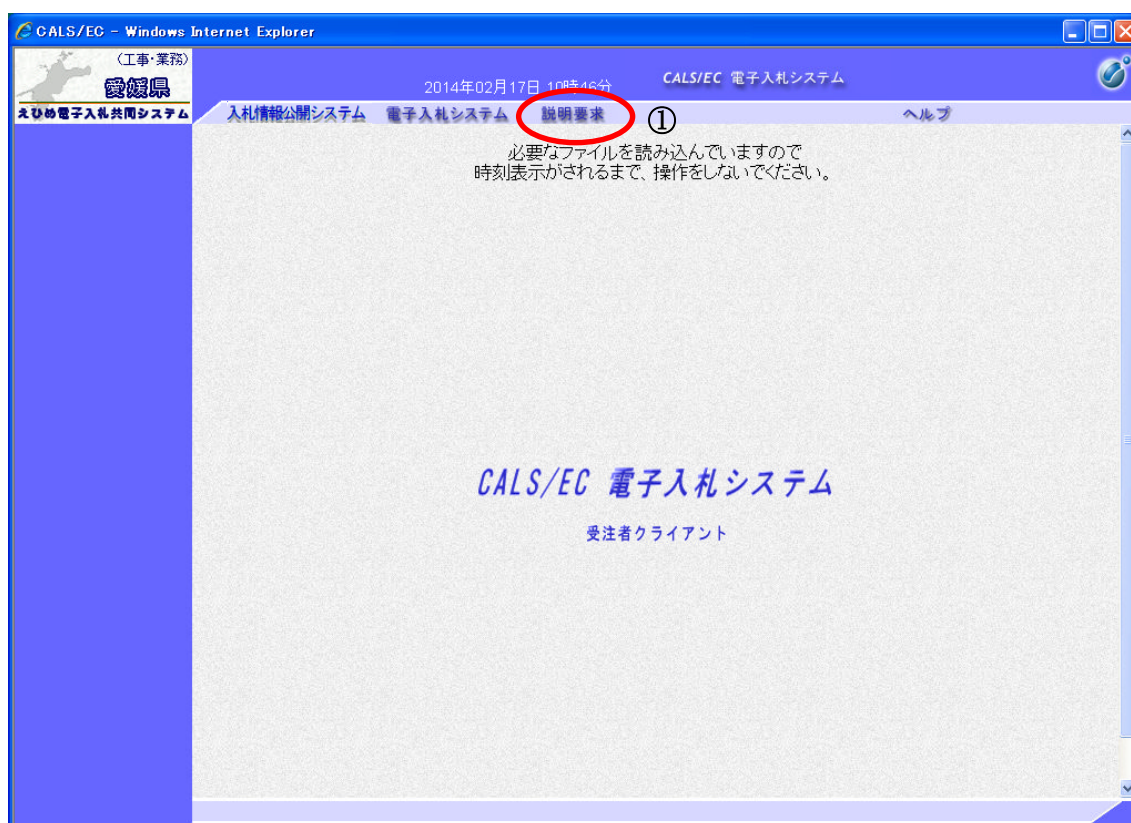 CALS/EC - Windows Internet Explorer
(工事・業務)
愛媛県
えひめ電子入札共同システム
2014年02月17日 10時46分
CALS/EC 電子入札システム
入札情報公開システム 電子入札システム 説明要求 ① ヘルプ
必要なファイルを読み込んでいますので
時刻表示がされるまで、操作をしないでください。
CALS/EC 電子入札システム
受注者クライアント